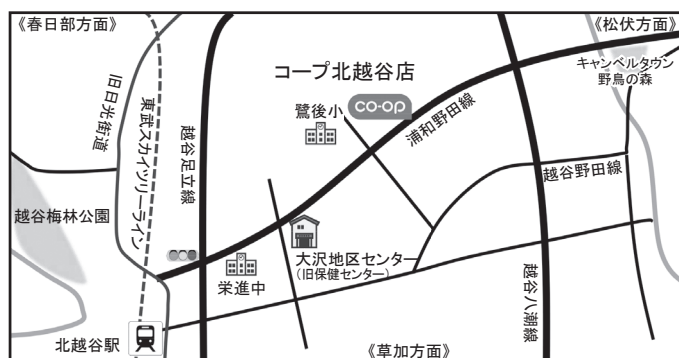 《春日部方面》
《松伏方面》
キャンベルタウン
野鳥の森
コープ北越谷店
co-op
鷺後小
旧日光街道
東武スカイツリーライン
越谷足立線
浦和野田線
越谷野田線
越谷梅林公園
大沢地区センター
(旧保健センター)
栄進中
越谷八潮線
北越谷駅
《草加方面》